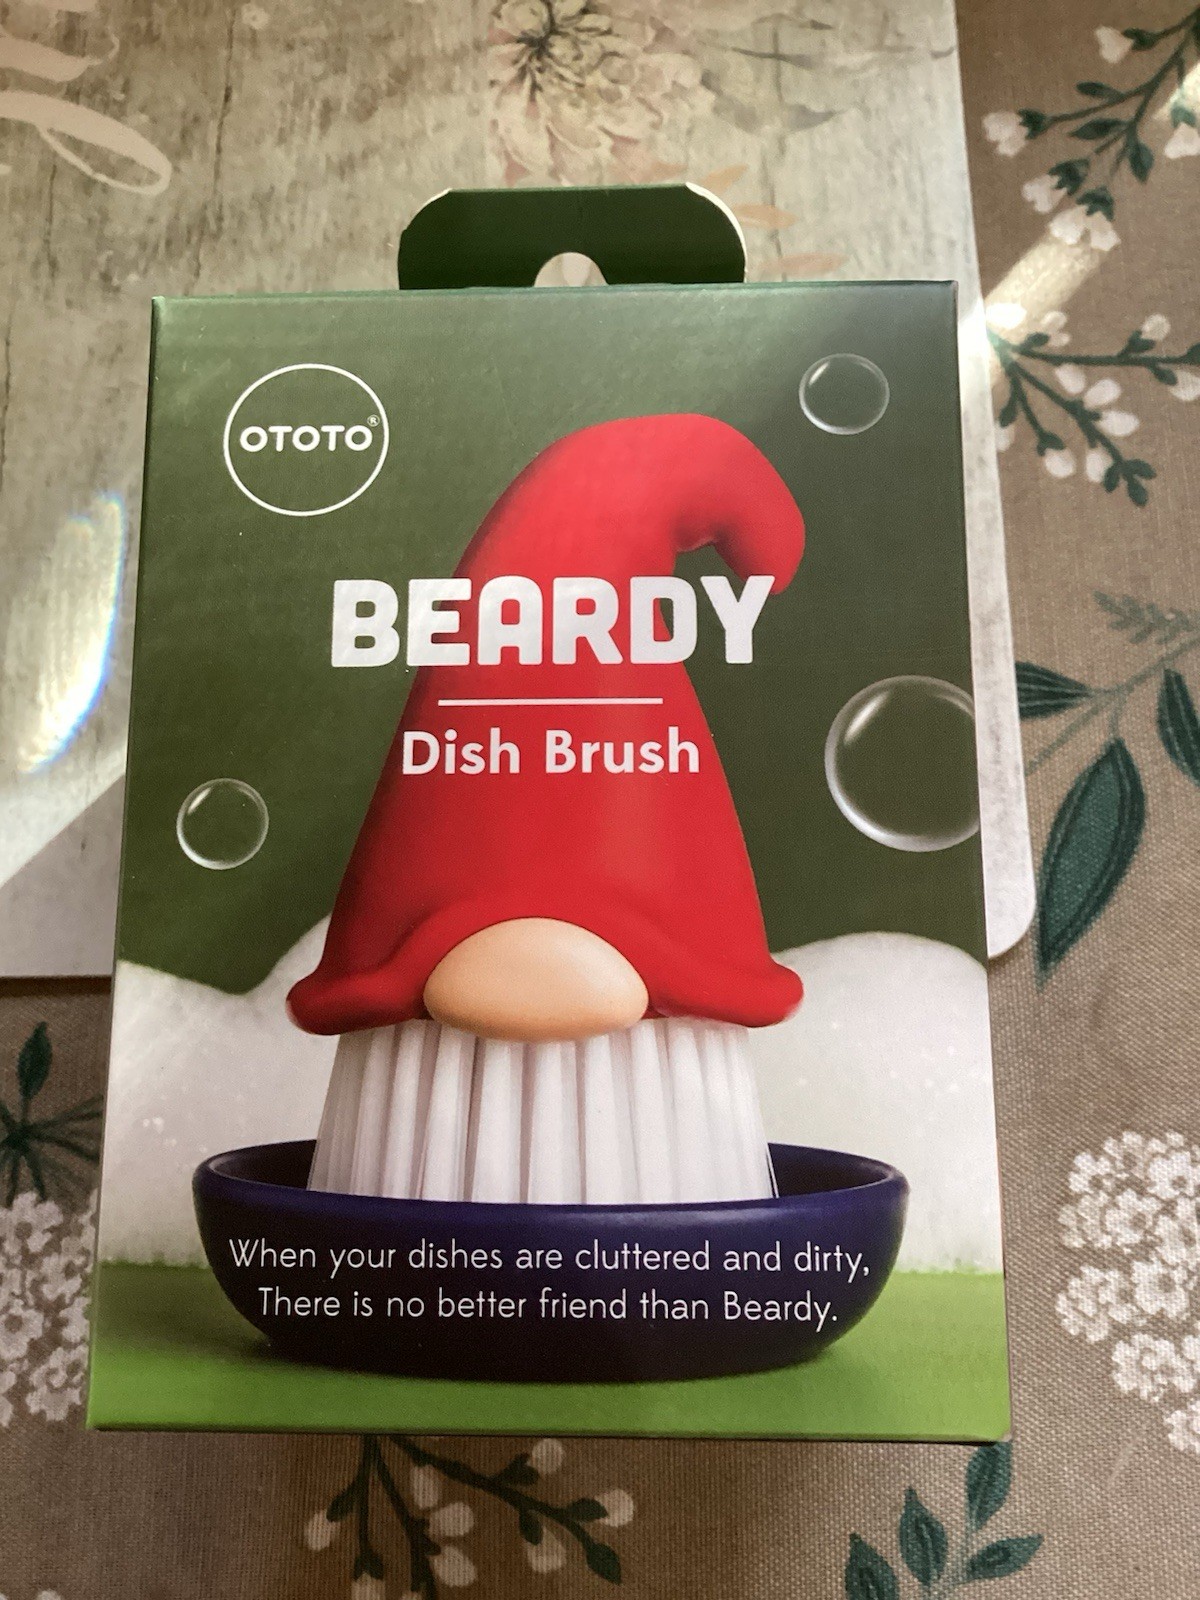 OTOTO®
BEARDY
Dish Brush
When your dishes are cluttered and dirty,
There is no better friend than Beardy.